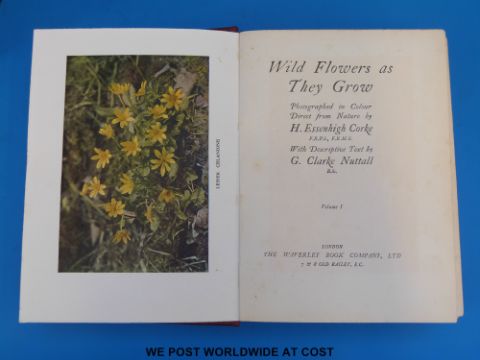 LESSER CELANDINE
Wild Flowers as
They Grow
Photographed in Colour
Direct from Nature by
H. Essenhigh Corke
F.R.P.S., F.R.H.S.
With Descriptive Text by
G. Clarke Nuttall
B.Sc.
Volume I
LONDON
THE WAVERLEY BOOK COMPANY, LTD
7 & 8 OLD BAILEY, E.C.
WE POST WORLDWIDE AT COST